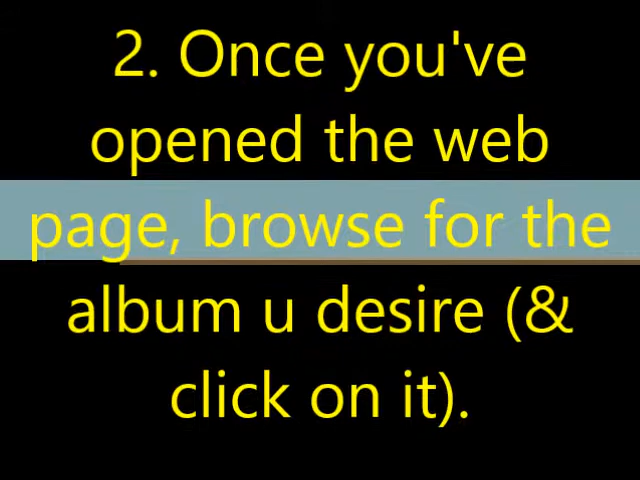 2. Once you've
opened the web
page, browse for the
album u desire (&
click on it).